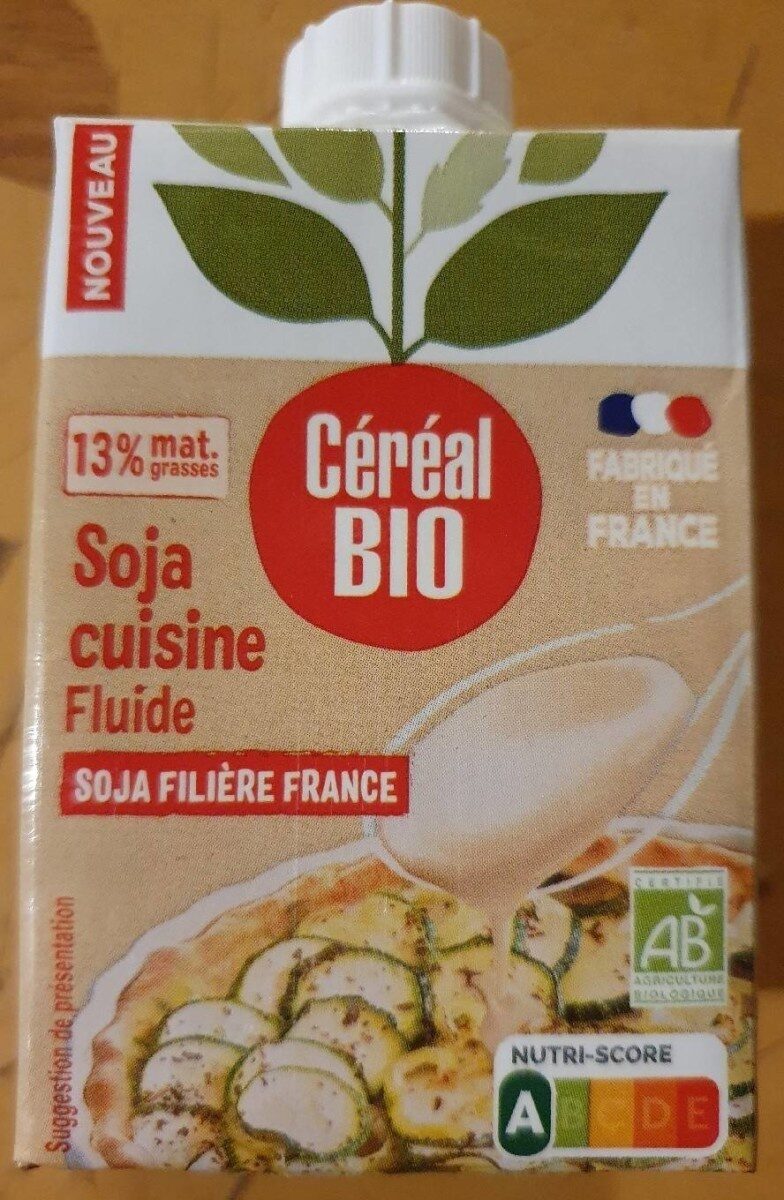 NOUVEAU
13% mat.
grasses
Céréal
BIO
FABRIQUÉ
EN
FRANCE
Soja
cuisine
Fluide
SOJA FILIÈRE FRANCE
Suggestion de présentation
CERTIFIÉ
AB
AGRICULTURE
BIOLOGIQUE
NUTRI-SCORE
A B C D E